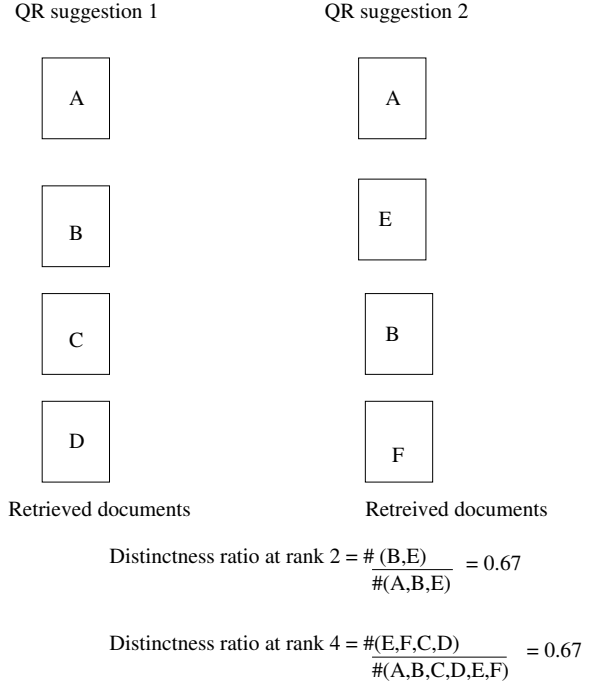 QR suggestion 1 QR suggestion 2
A A
B E
C B
D F
Retrieved documents Retreived documents
Distinctness ratio at rank 2 = # (B,E) = 0.67
#(A,B,E)
Distinctness ratio at rank 4 = #(E,F,C,D) = 0.67
#(A,B,C,D,E,F)